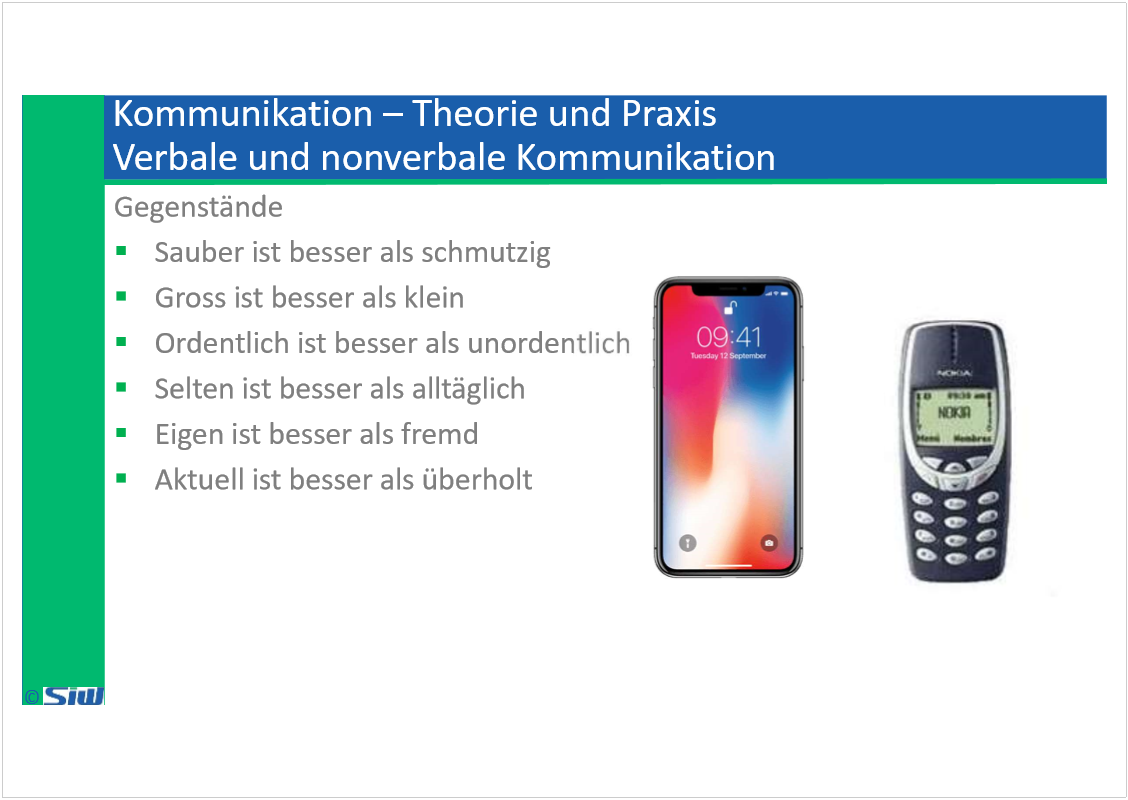 Kommunikation – Theorie und Praxis
Verbale und nonverbale Kommunikation
Gegenstände
▪ Sauber ist besser als schmutzig
▪ Gross ist besser als klein
▪ Ordentlich ist besser als unordentlich
▪ Selten ist besser als alltäglich
▪ Eigen ist besser als fremd
▪ Aktuell ist besser als überholt
09:41
Tuesday 12 September
NOKIA
09:30 am
NOKIA
Menú Nombres
© SiW